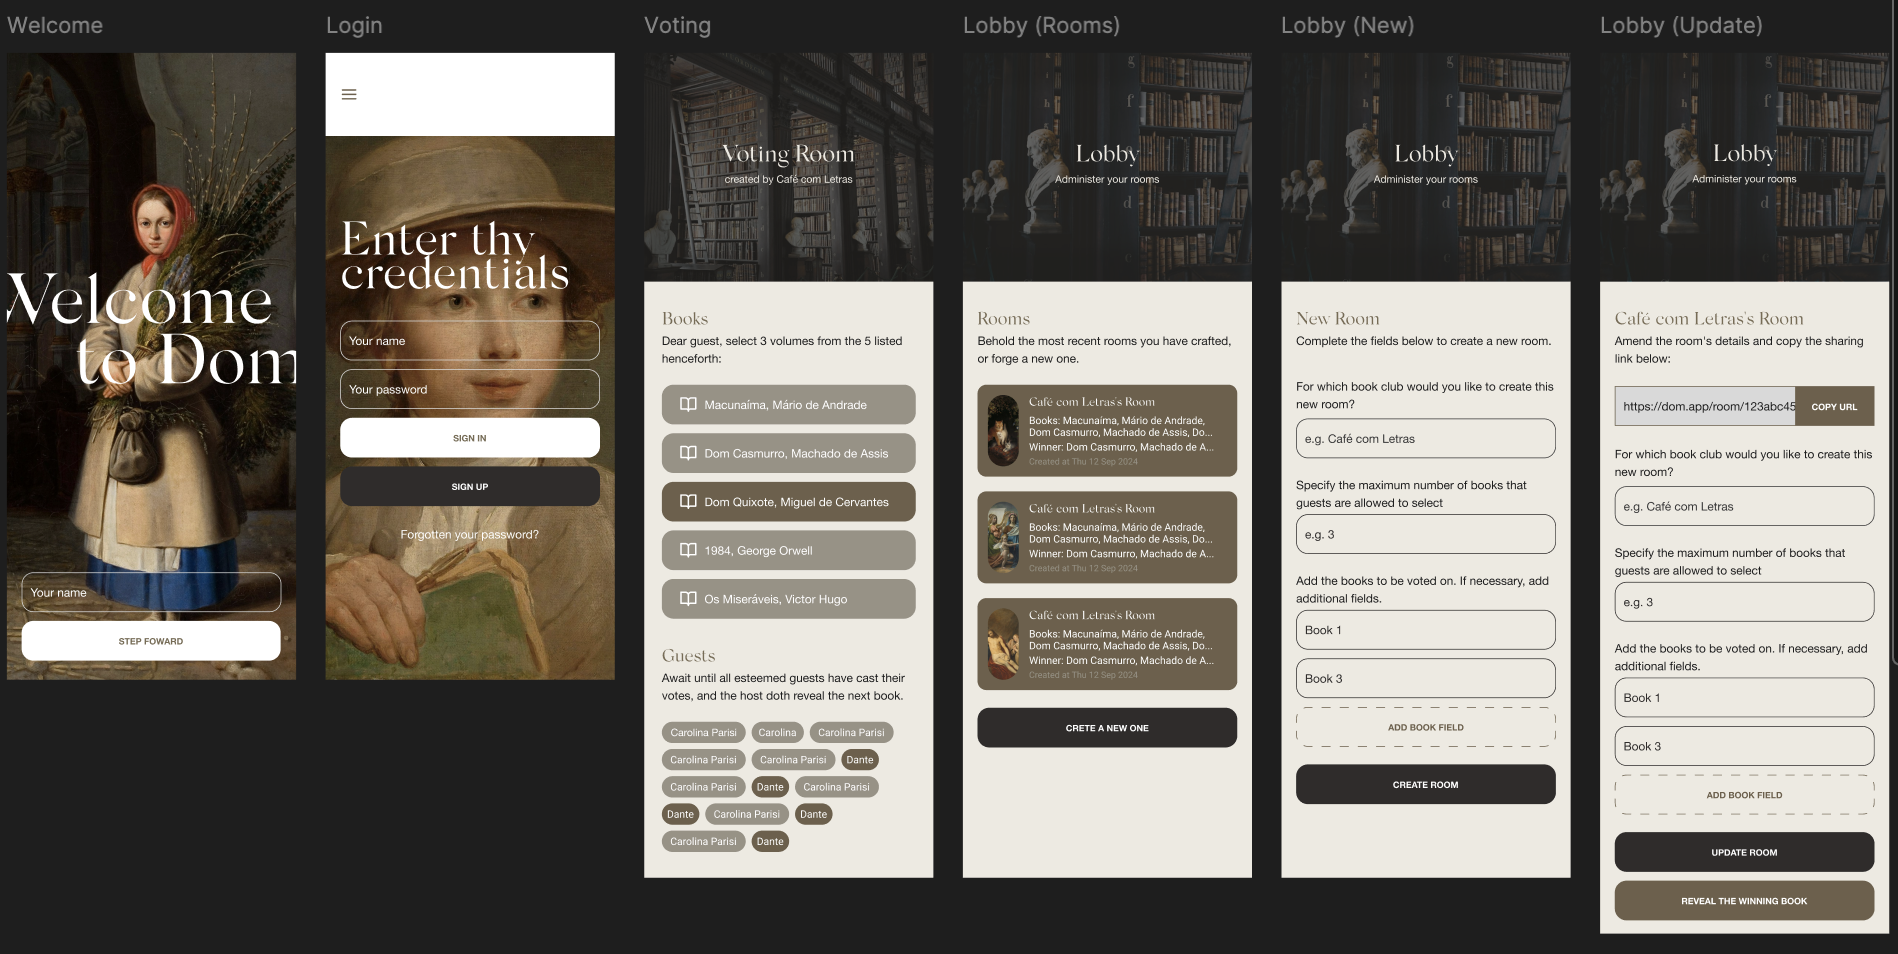 Welcome
Welcome
to Dom
Your name
STEP FOWARD
Login
Enter thy
credentials
Your name
Your password
SIGN IN
SIGN UP
Forgotten your password?
Voting
Voting Room
created by Café com Letras
Books
Dear guest, select 3 volumes from the 5 listed
henceforth:
Macunaíma, Mário de Andrade
Dom Casmurro, Machado de Assis
Dom Quixote, Miguel de Cervantes
1984, George Orwell
Os Miseráveis, Victor Hugo
Guests
Await until all esteemed guests have cast their
votes, and the host doth reveal the next book.
Carolina Parisi Carolina Carolina Parisi
Carolina Parisi Carolina Parisi Dante
Carolina Parisi Dante Carolina Parisi
Dante Carolina Parisi Dante
Carolina Parisi Dante
Lobby (Rooms)
g
h f
Lobby
Administer your rooms
d
c e
Rooms
Behold the most recent rooms you have crafted,
or forge a new one.
Café com Letras's Room
Books: Macunaíma, Mário de Andrade,
Dom Casmurro, Machado de Assis, Do...
Winner: Dom Casmurro, Machado de A...
Created at Thu 12 Sep 2024
Café com Letras's Room
Books: Macunaíma, Mário de Andrade,
Dom Casmurro, Machado de Assis, Do...
Winner: Dom Casmurro, Machado de A...
Created at Thu 12 Sep 2024
Café com Letras's Room
Books: Macunaíma, Mário de Andrade,
Dom Casmurro, Machado de Assis, Do...
Winner: Dom Casmurro, Machado de A...
Created at Thu 12 Sep 2024
CRETE A NEW ONE
Lobby (New)
g
h f
Lobby
Administer your rooms
d
c e
New Room
Complete the fields below to create a new room.
For which book club would you like to create this
new room?
e.g. Café com Letras
Specify the maximum number of books that
guests are allowed to select
e.g. 3
Add the books to be voted on. If necessary, add
additional fields.
Book 1
Book 3
ADD BOOK FIELD
CREATE ROOM
Lobby (Update)
g
h f
Lobby
Administer your rooms
d
c e
Café com Letras's Room
Amend the room's details and copy the sharing
link below:
https://dom.app/room/123abc45 COPY URL
For which book club would you like to create this
new room?
e.g. Café com Letras
Specify the maximum number of books that
guests are allowed to select
e.g. 3
Add the books to be voted on. If necessary, add
additional fields.
Book 1
Book 3
ADD BOOK FIELD
UPDATE ROOM
REVEAL THE WINNING BOOK